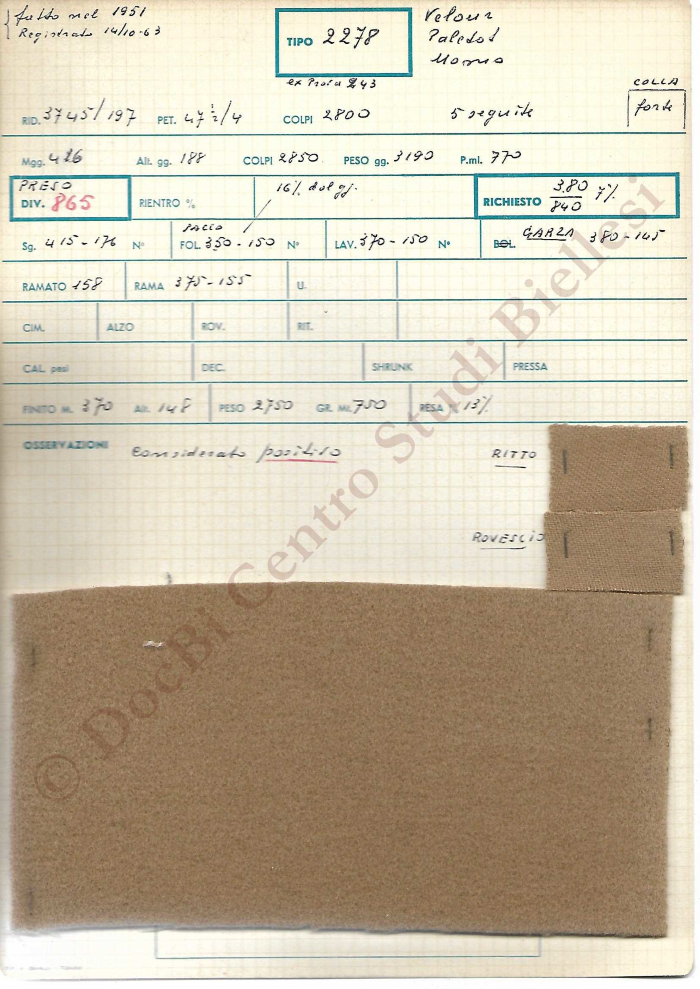 fatto nel 1951
Registrato 14/10-63
TIPO 2278
Velour
Paletot
Uomo
ex Prova 243
COLLA
forte
RID. 3745/197 PET. 47 ½/4 COLPI 2800 5 seguite
Mgg. 416 Alt. gg. 188 COLPI 2850 PESO gg. 3190 P.ml. 770
PRESO
DIV. 865 RIENTRO % 16% dal gg. RICHIESTO 380/840 7%
Sg. 415-176 N° SACCO FOL. 350-150 N° LAV. 370-150 N° BOL. GARZA 380-145
RAMATO 158 RAMA 375-155 U.
CIM. ALZO ROV. RIT.
CAL. pesi DEC. SHRUNK PRESSA
FINITO M. 370 Alt. 148 PESO 2750 GR. Ml. 750 RESA % 13%
OSSERVAZIONI Considerato positivo RITTO
ROVESCIO
© DocBi Centro Studi Biellesi